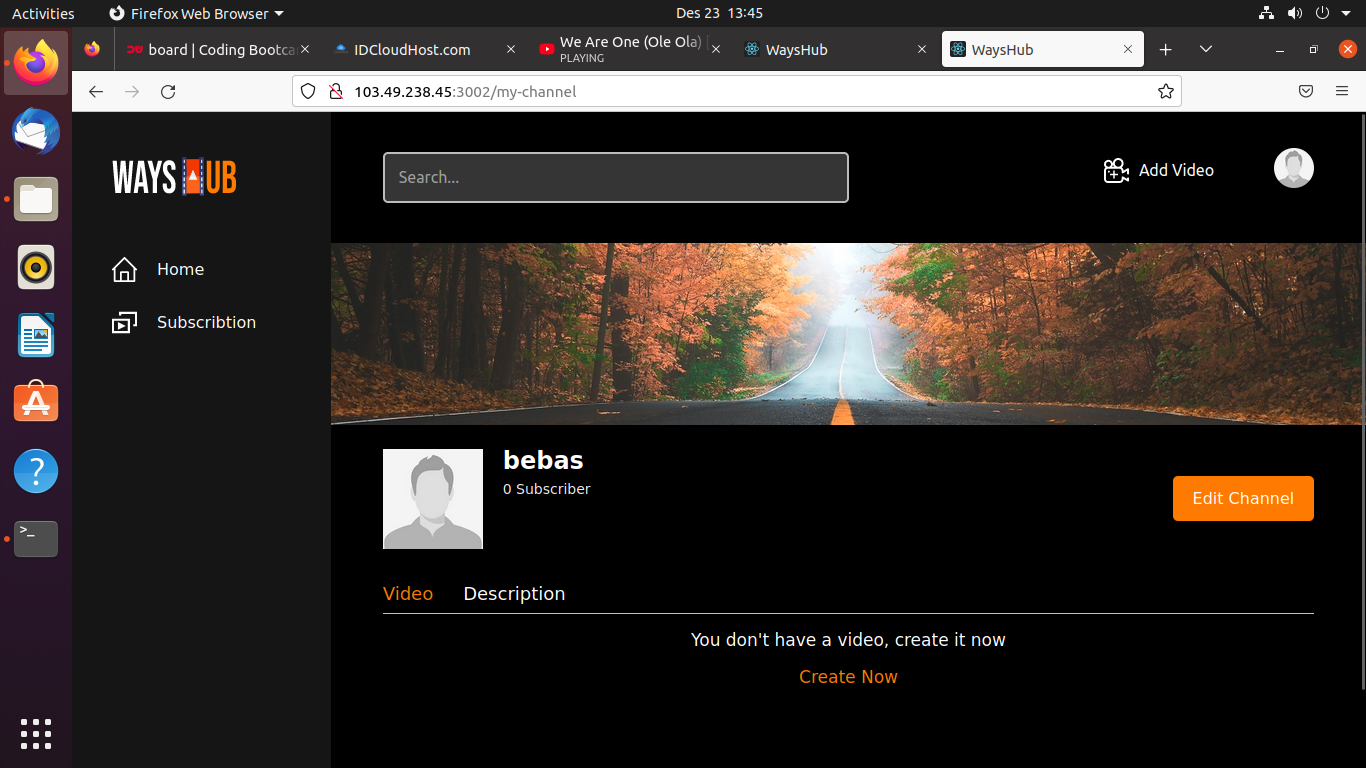 Activities
Firefox Web Browser
Des 23 13:45
board | Coding Bootca
IDCloudHost.com
We Are One (Ole Ola) [
PLAYING
WaysHub
WaysHub
103.49.238.45:3002/my-channel
WAYS UB
Search...
Add Video
Home
Subscribtion
bebas
0 Subscriber
Edit Channel
Video
Description
You don't have a video, create it now
Create Now